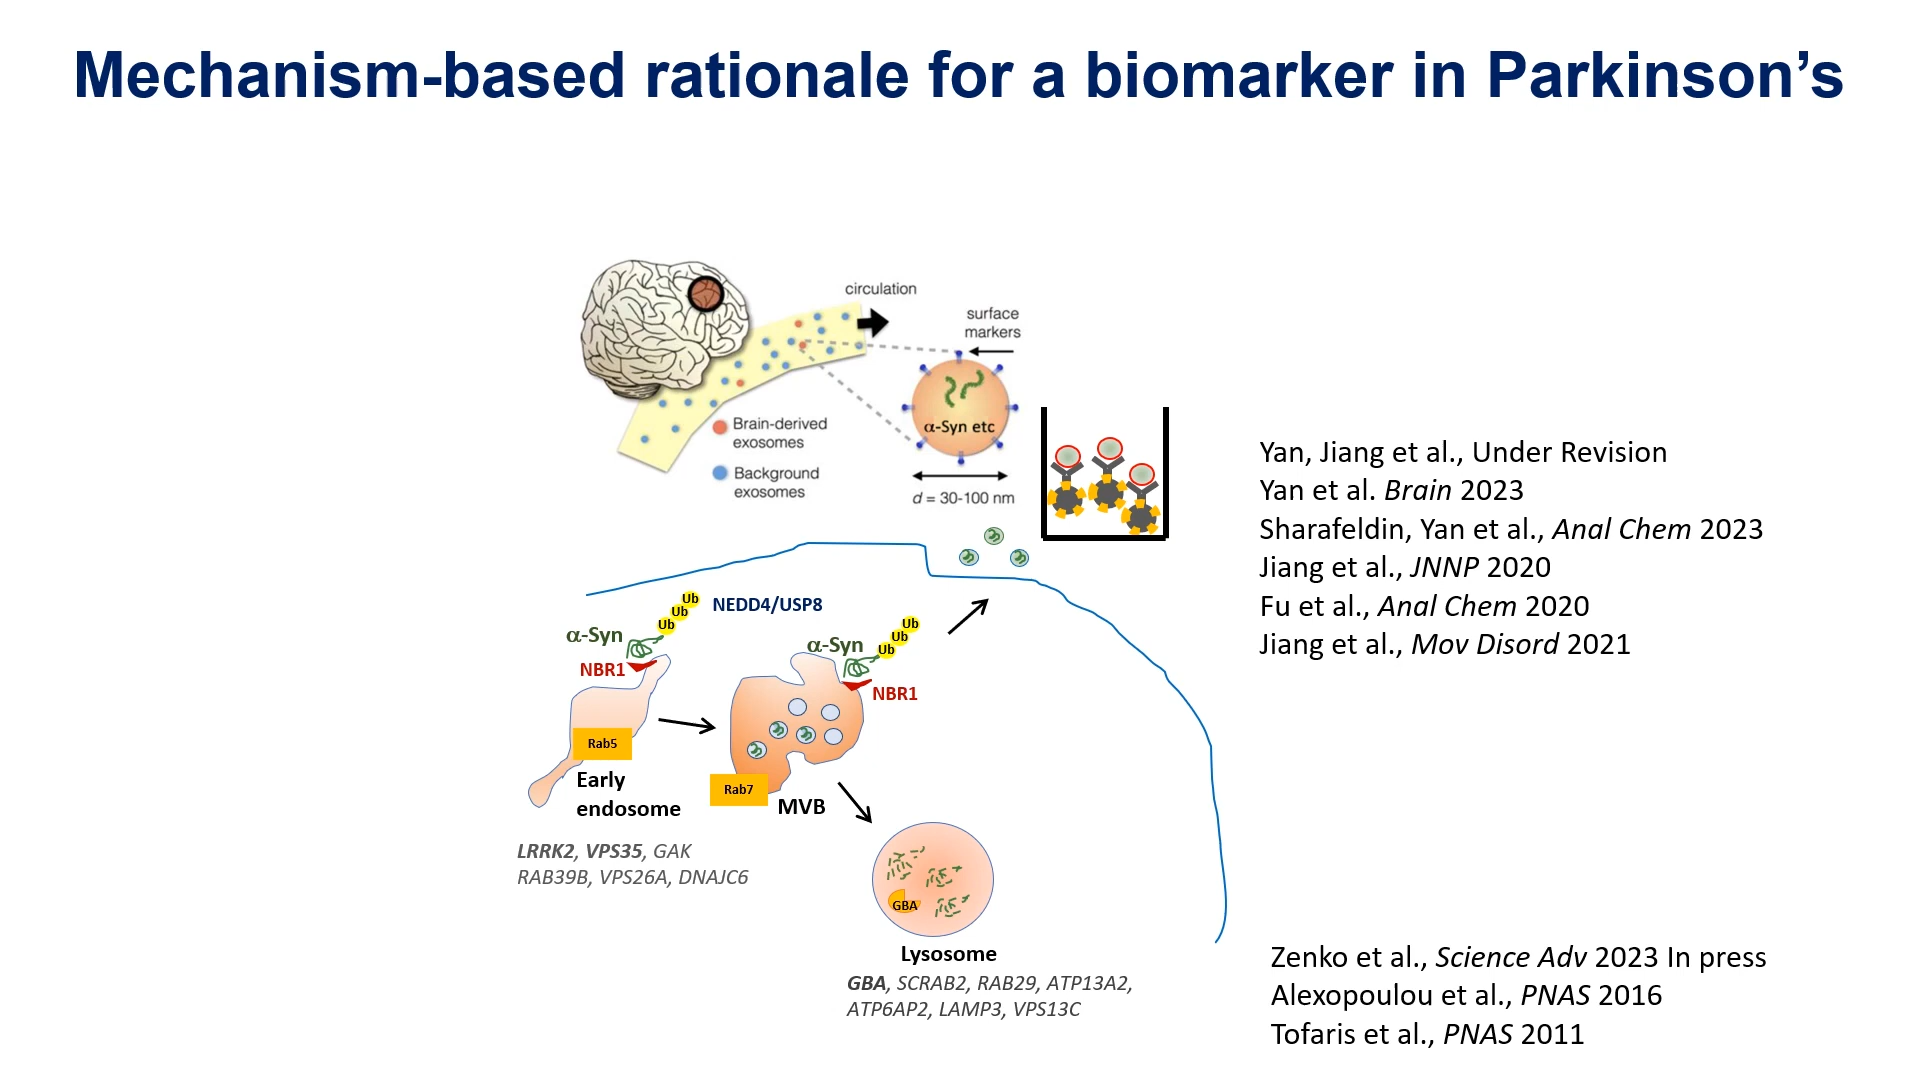 Mechanism-based rationale for a biomarker in Parkinson’s
circulation
surface
markers
α-Syn etc
Brain-derived
exosomes
Background
exosomes
d = 30-100 nm
Yan, Jiang et al., Under Revision
Yan et al. Brain 2023
Sharafeldin, Yan et al., Anal Chem 2023
Jiang et al., JNNP 2020
Fu et al., Anal Chem 2020
Jiang et al., Mov Disord 2021
Ub
Ub
Ub
NEDD4/USP8
α-Syn
NBR1
Ub
Ub
Ub
α-Syn
NBR1
Rab5
Early
endosome
Rab7
MVB
LRRK2, VPS35, GAK
RAB39B, VPS26A, DNAJC6
GBA
Lysosome
GBA, SCRAB2, RAB29, ATP13A2,
ATP6AP2, LAMP3, VPS13C
Zenko et al., Science Adv 2023 In press
Alexopoulou et al., PNAS 2016
Tofaris et al., PNAS 2011